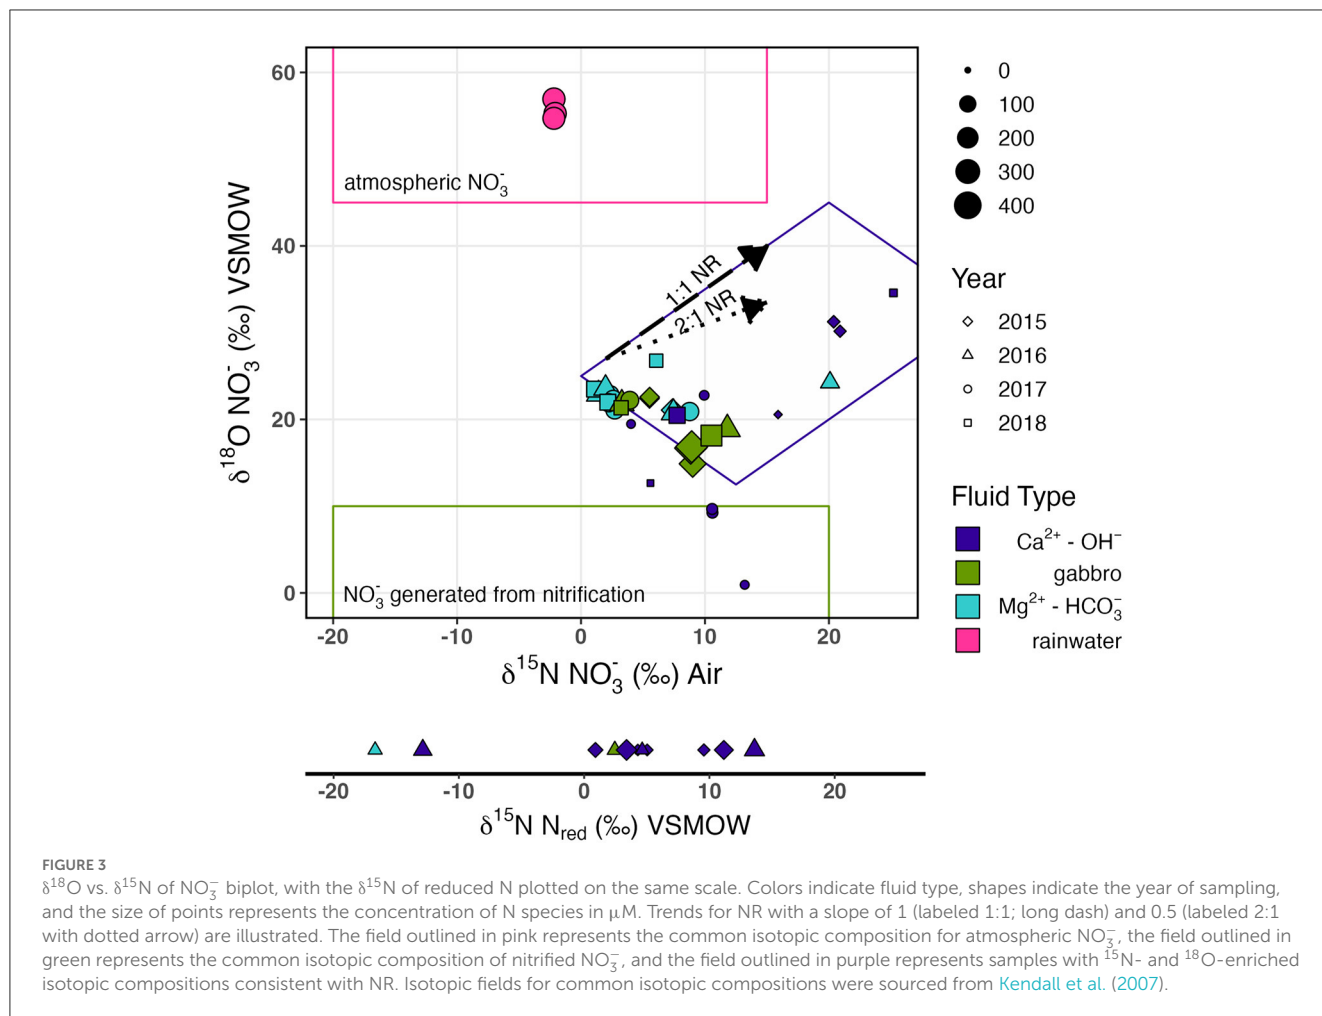 60
40
20
0
-20
-10
0
10
20
δ¹⁸O NO₃⁻ (‰) VSMOW
δ¹⁵N NO₃⁻ (‰) Air
atmospheric NO₃⁻
1:1 NR
2:1 NR
NO₃⁻ generated from nitrification
0
100
200
300
400
Year
2015
2016
2017
2018
Fluid Type
Ca²⁺ - OH⁻
gabbro
Mg²⁺ - HCO₃⁻
rainwater
-20
-10
0
10
20
δ¹⁵N N_red (‰) VSMOW
FIGURE 3
δ¹⁸O vs. δ¹⁵N of NO₃⁻ biplot, with the δ¹⁵N of reduced N plotted on the same scale. Colors indicate fluid type, shapes indicate the year of sampling,
and the size of points represents the concentration of N species in μM. Trends for NR with a slope of 1 (labeled 1:1; long dash) and 0.5 (labeled 2:1
with dotted arrow) are illustrated. The field outlined in pink represents the common isotopic composition for atmospheric NO₃⁻, the field outlined in
green represents the common isotopic composition of nitrified NO₃⁻, and the field outlined in purple represents samples with ¹⁵N- and ¹⁸O-enriched
isotopic compositions consistent with NR. Isotopic fields for common isotopic compositions were sourced from Kendall et al. (2007).